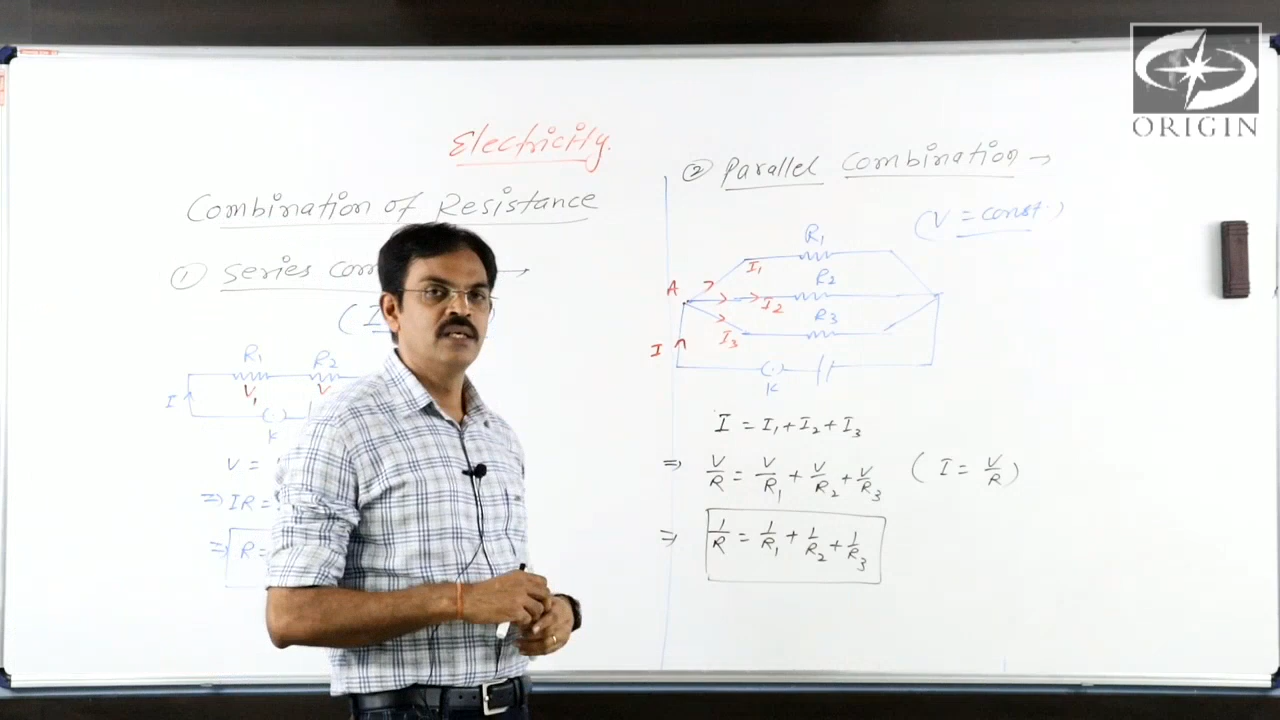 ORIGIN
Electricity.
Combination of Resistance
① Series com
(I
R1 R2
V1 V
I
K
V =
⇒ IR =
⇒ R =
② Parallel Combination →
(V = const.)
R1
I1
R2
A
I2
R3
I3
I
K
I = I1 + I2 + I3
⇒ V/R = V/R1 + V/R2 + V/R3 (I = V/R)
⇒ 1/R = 1/R1 + 1/R2 + 1/R3